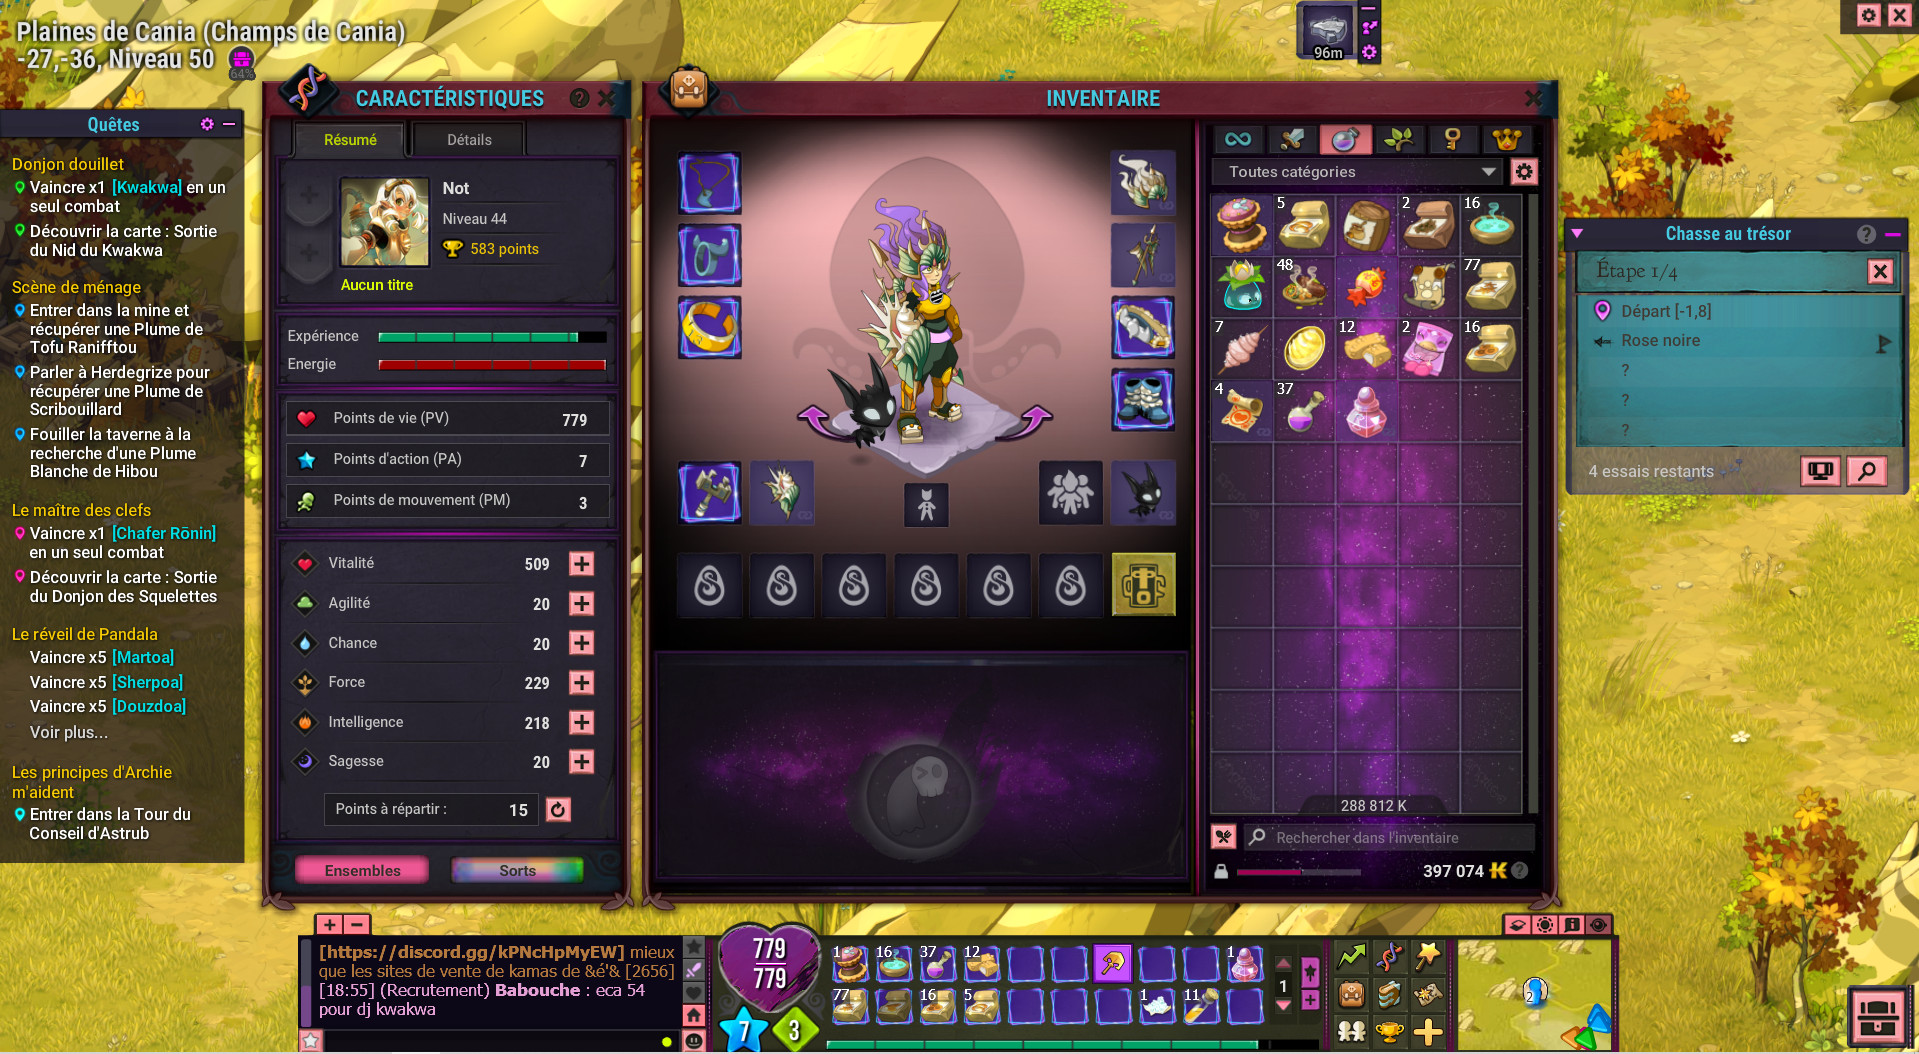 Plaines de Cania (Champs de Cania)
-27,-36, Niveau 50
64%
96m
Quêtes
Donjon douillet
Vaincre x1 [Kwakwa] en un
seul combat
Découvrir la carte : Sortie
du Nid du Kwakwa
Scène de ménage
Entrer dans la mine et
récupérer une Plume de
Tofu Ranifftou
Parler à Herdegrize pour
récupérer une Plume de
Scribouillard
Fouiller la taverne à la
recherche d'une Plume
Blanche de Hibou
Le maître des clefs
Vaincre x1 [Chafer Rōnin]
en un seul combat
Découvrir la carte : Sortie
du Donjon des Squelettes
Le réveil de Pandala
Vaincre x5 [Martoa]
Vaincre x5 [Sherpoa]
Vaincre x5 [Douzdoa]
Voir plus...
Les principes d'Archie
m'aident
Entrer dans la Tour du
Conseil d'Astrub
CARACTÉRISTIQUES
Résumé
Détails
Not
Niveau 44
583 points
Aucun titre
Expérience
Energie
Points de vie (PV) 779
Points d'action (PA) 7
Points de mouvement (PM) 3
Vitalité 509
Agilité 20
Chance 20
Force 229
Intelligence 218
Sagesse 20
Points à répartir : 15
Ensembles
Sorts
INVENTAIRE
Toutes catégories
5 2 16
48 77
7 12 2 16
4 37
288 812 K
Rechercher dans l'inventaire
397 074 K
Chasse au trésor
Étape 1/4
Départ [-1,8]
Rose noire
?
?
?
4 essais restants
[https://discord.gg/kPNcHpMyEW] mieux
que les sites de vente de kamas de &é'& [2656]
[18:55] (Recrutement) Babouche : eca 54
pour dj kwakwa
779
779
7
3
1 16 37 12 1
77 16 5 1 11
1
2